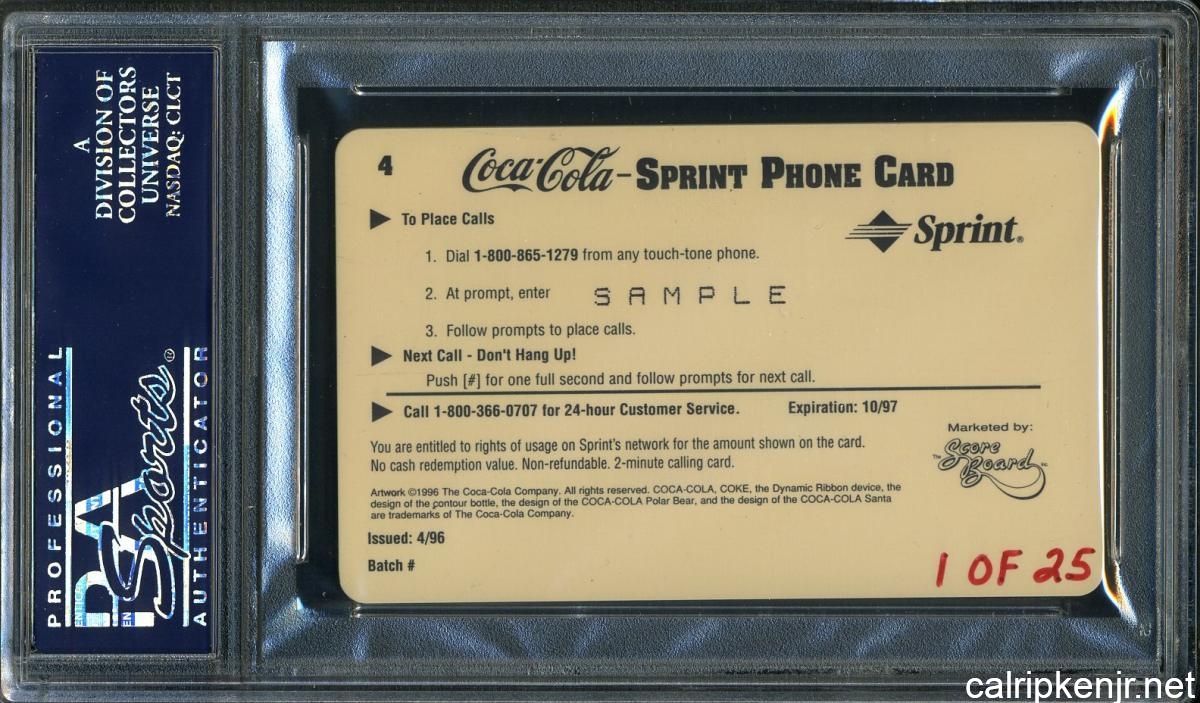 A
DIVISION OF
COLLECTORS
UNIVERSE
NASDAQ: CLCT
PROFESSIONAL
PSA
Sports®
AUTHENTICATOR
4
Coca-Cola - SPRINT PHONE CARD
To Place Calls
Sprint®
1. Dial 1-800-865-1279 from any touch-tone phone.
2. At prompt, enter SAMPLE
3. Follow prompts to place calls.
Next Call - Don't Hang Up!
Push [#] for one full second and follow prompts for next call.
Call 1-800-366-0707 for 24-hour Customer Service. Expiration: 10/97
You are entitled to rights of usage on Sprint's network for the amount shown on the card.
No cash redemption value. Non-refundable. 2-minute calling card.
Marketed by:
The Score
Board Inc.
Artwork ©1996 The Coca-Cola Company. All rights reserved. COCA-COLA, COKE, the Dynamic Ribbon device, the
design of the contour bottle, the design of the COCA-COLA Polar Bear, and the design of the COCA-COLA Santa
are trademarks of The Coca-Cola Company.
Issued: 4/96
Batch #
1 OF 25
calripkenjr.net